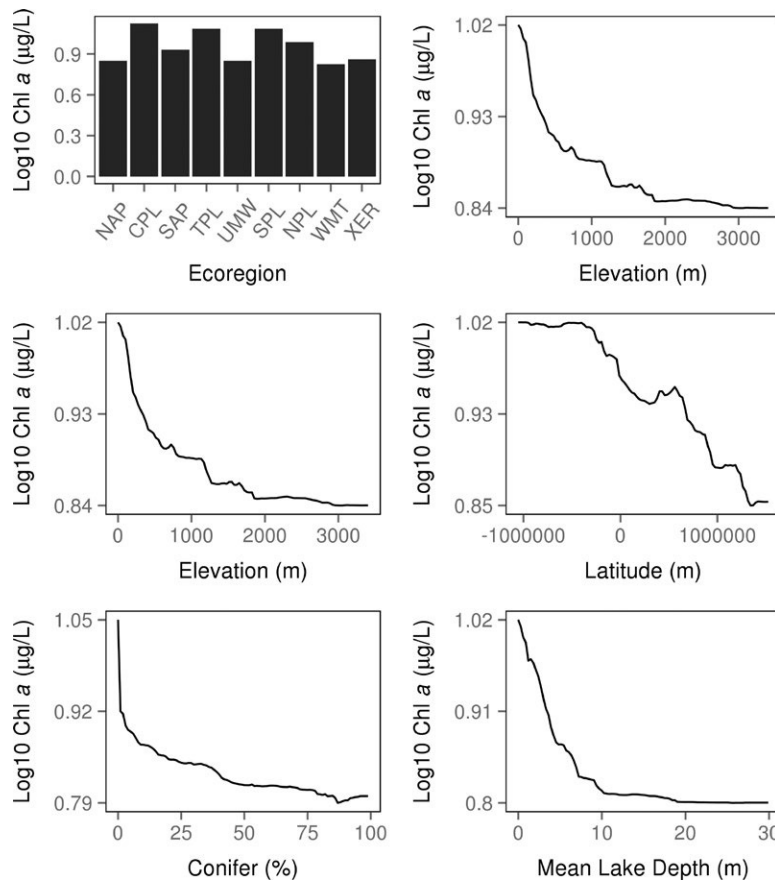 Log10 Chl a (µg/L)
0.9
0.6
0.3
0.0
NAP CPL SAP TPL UMW SPL NPL WMT XER
Ecoregion
Log10 Chl a (µg/L)
1.02
0.93
0.84
0 1000 2000 3000
Elevation (m)
Log10 Chl a (µg/L)
1.02
0.93
0.84
0 1000 2000 3000
Elevation (m)
Log10 Chl a (µg/L)
1.02
0.93
0.85
-1000000 0 1000000
Latitude (m)
Log10 Chl a (µg/L)
1.05
0.92
0.79
0 25 50 75 100
Conifer (%)
Log10 Chl a (µg/L)
1.02
0.91
0.8
0 10 20 30
Mean Lake Depth (m)